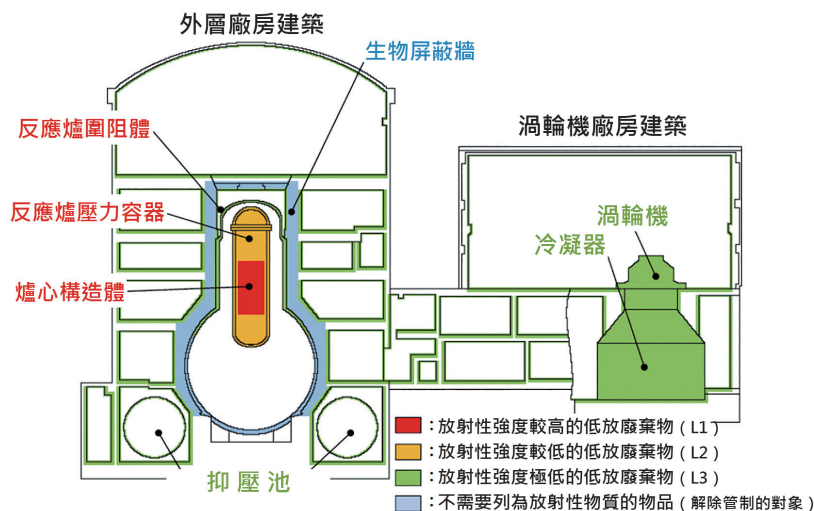 外層廠房建築
生物屏蔽牆
反應爐圍阻體
渦輪機廠房建築
反應爐壓力容器
渦輪機
冷凝器
爐心構造體
抑壓池
：放射性強度較高的低放廢棄物（L1）
：放射性強度較低的低放廢棄物（L2）
：放射性強度極低的低放廢棄物（L3）
：不需要列為放射性物質的物品（解除管制的對象）